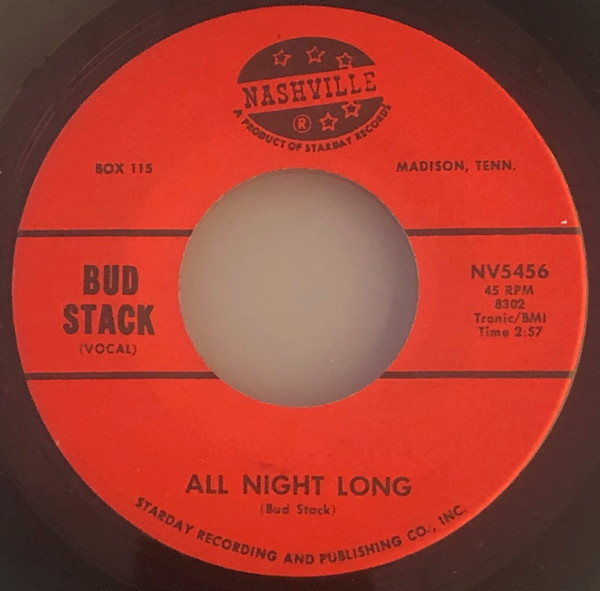 NASHVILLE
®
A PRODUCT OF STARDAY RECORDS
BOX 115
MADISON, TENN.
BUD
STACK
(VOCAL)
NV5456
45 RPM
8302
Tronic/BMI
Time 2:57
ALL NIGHT LONG
(Bud Stack)
STARDAY RECORDING AND PUBLISHING CO., INC.